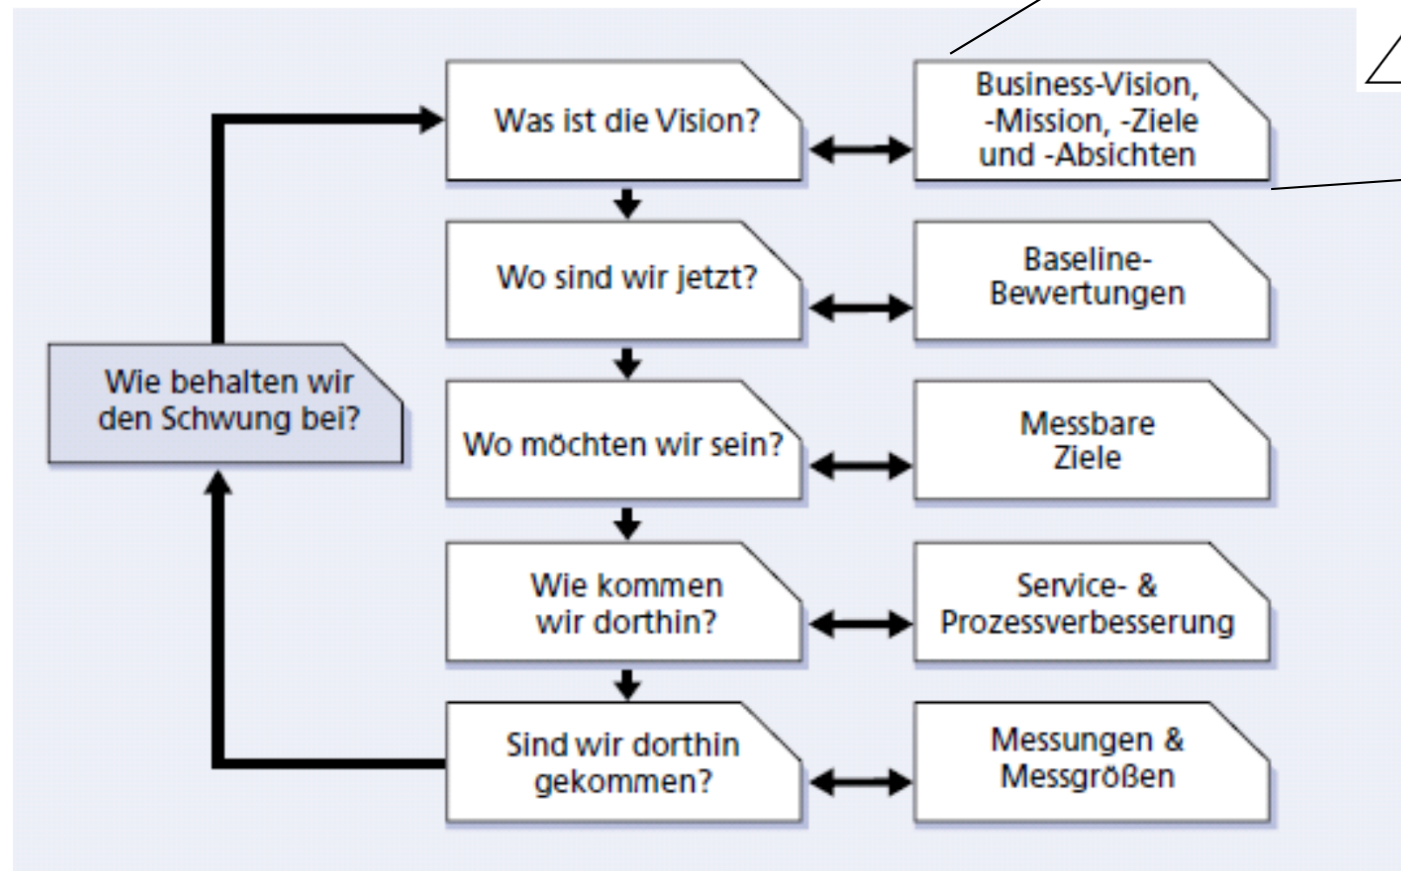 Was ist die Vision?
Business-Vision,
-Mission, -Ziele
und -Absichten
Wo sind wir jetzt?
Baseline-
Bewertungen
Wie behalten wir
den Schwung bei?
Wo möchten wir sein?
Messbare
Ziele
Wie kommen
wir dorthin?
Service- &
Prozessverbesserung
Sind wir dorthin
gekommen?
Messungen &
Messgrößen